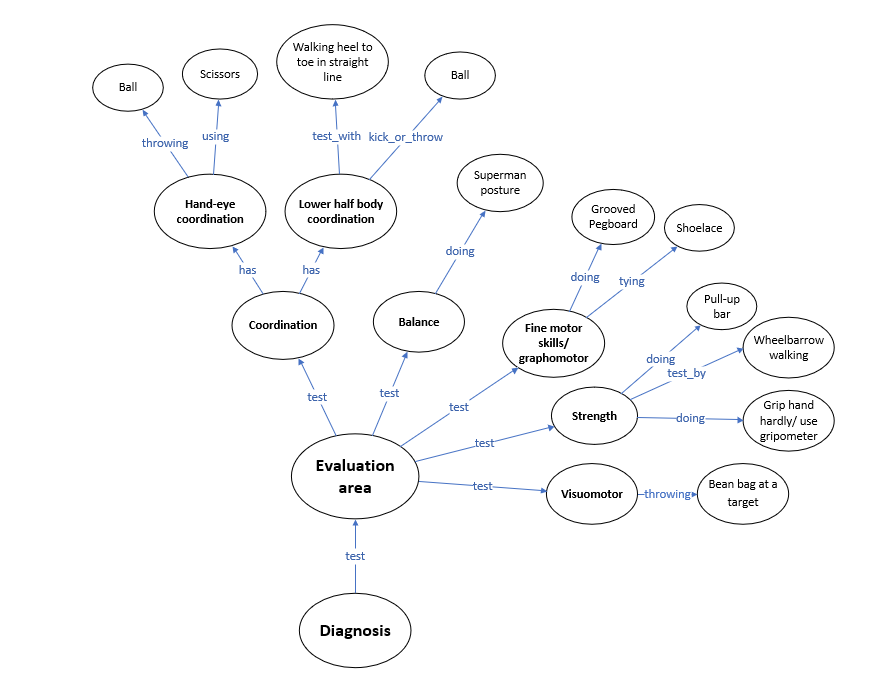 Walking heel to
toe in straight
line
Ball
Scissors
Ball
throwing
using
test_with
kick_or_throw
Superman
posture
Hand-eye
coordination
Lower half body
coordination
Grooved
Pegboard
Shoelace
doing
has
has
doing
tying
Pull-up
bar
Coordination
Balance
Fine motor
skills/
graphomotor
Wheelbarrow
walking
doing
test_by
test
test
test
Strength
doing
Grip hand
hardly/ use
gripometer
test
Evaluation
area
test
Visuomotor
throwing
Bean bag at a
target
test
Diagnosis